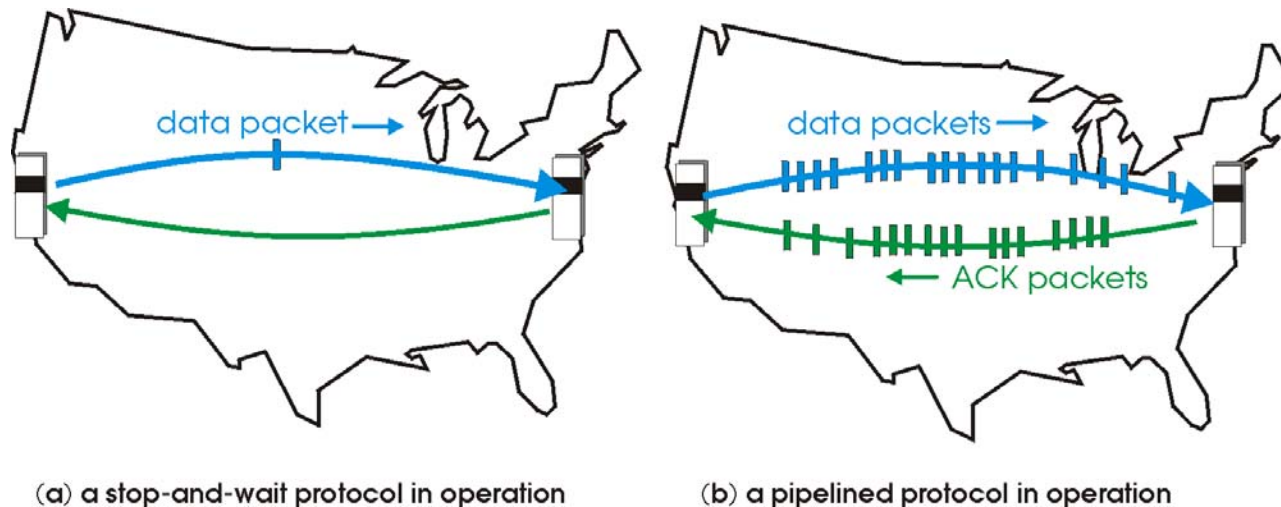 data packet
data packets
ACK packets
(a) a stop-and-wait protocol in operation
(b) a pipelined protocol in operation